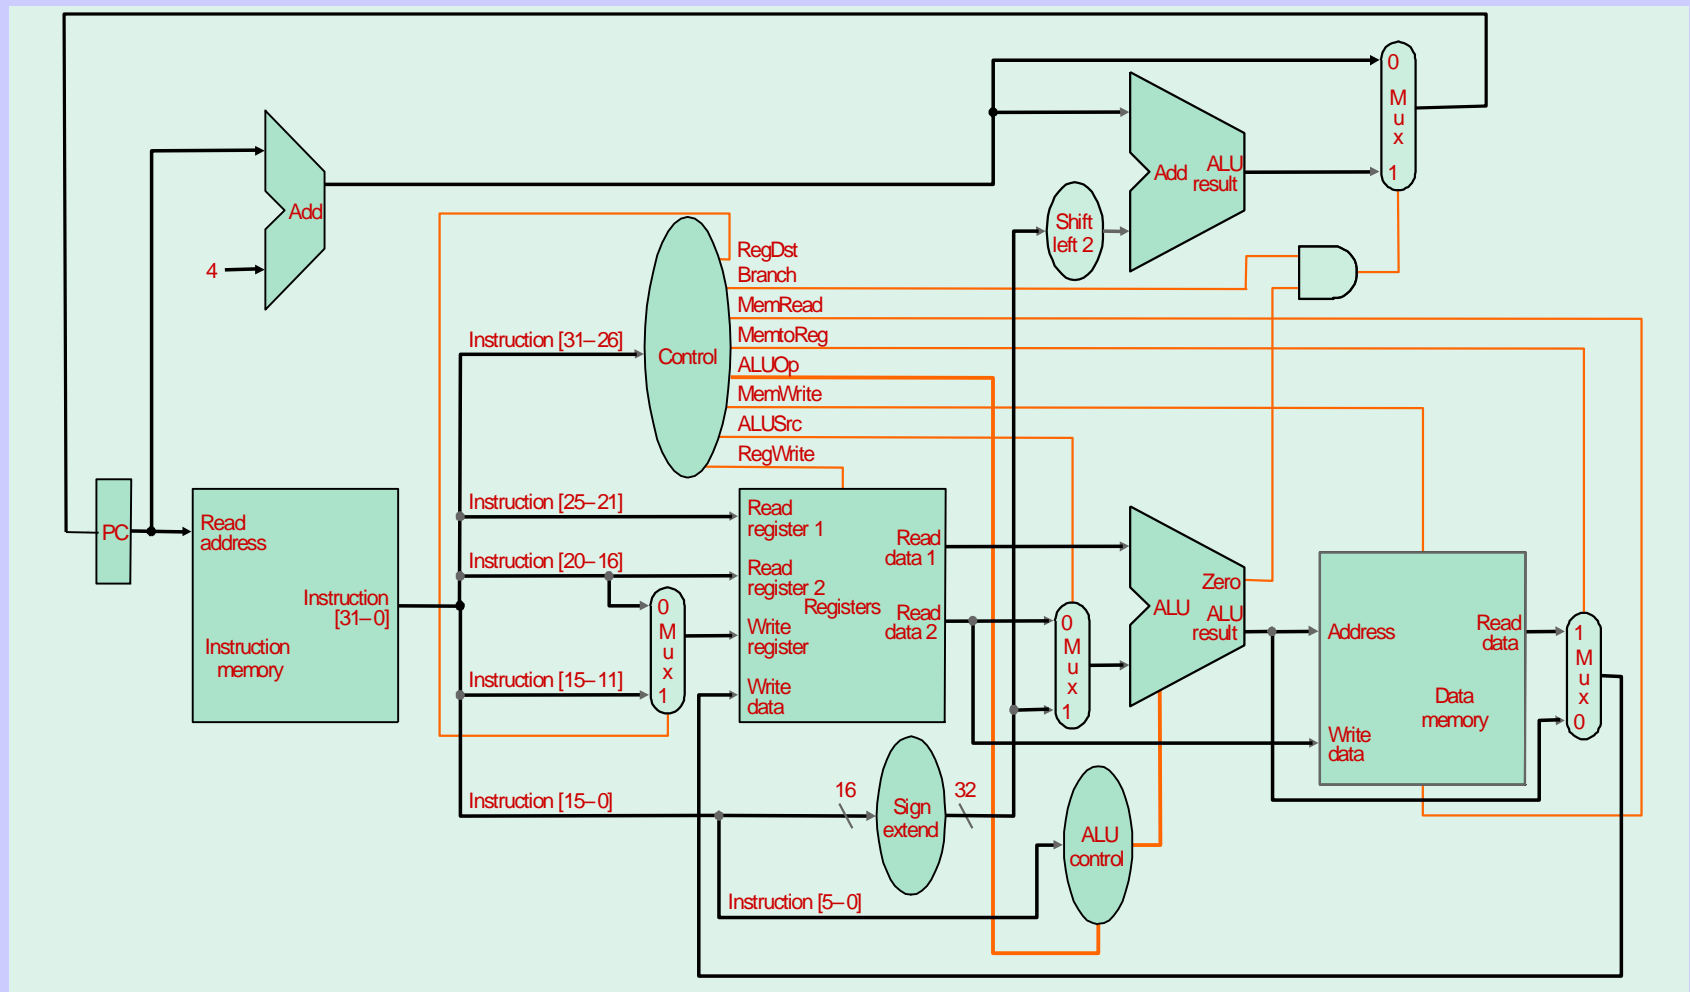 0
M
u
x
1
Add
ALU
result
Shift
left 2
Add
4
RegDst
Branch
MemRead
MemtoReg
ALUOp
MemWrite
ALUSrc
RegWrite
Control
Instruction [31–26]
Instruction [25–21]
Instruction [20–16]
Instruction [15–11]
Instruction [15–0]
Instruction [5–0]
PC
Read
address
Instruction
[31–0]
Instruction
memory
0
M
u
x
1
Read
register 1
Read
register 2
Write
register
Write
data
Registers
Read
data 1
Read
data 2
0
M
u
x
1
Zero
ALU
ALU
result
Address
Write
data
Read
data
Data
memory
1
M
u
x
0
16
Sign
extend
32
ALU
control